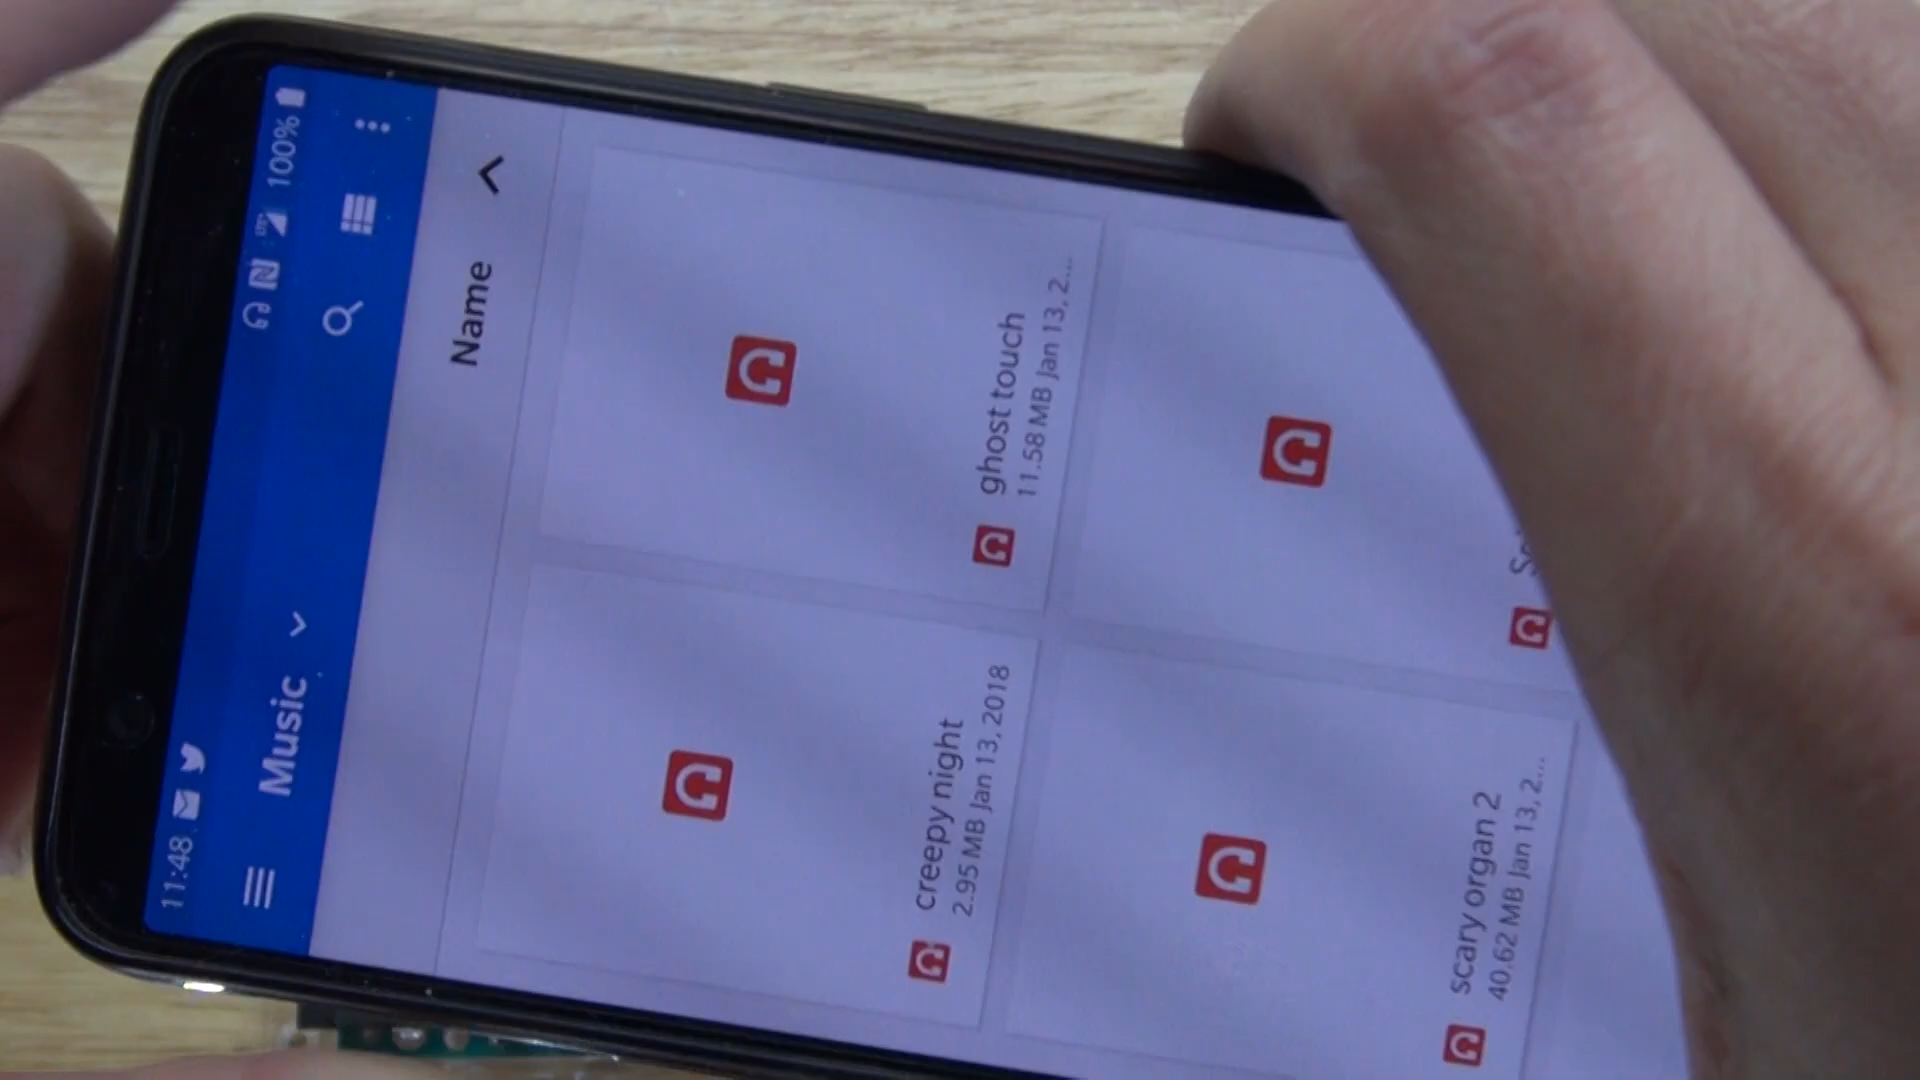 11:48
100%
Music
Name
creepy night
2.95 MB Jan 13, 2018
ghost touch
11.58 MB Jan 13, 2...
scary organ 2
40.62 MB Jan 13, 2...